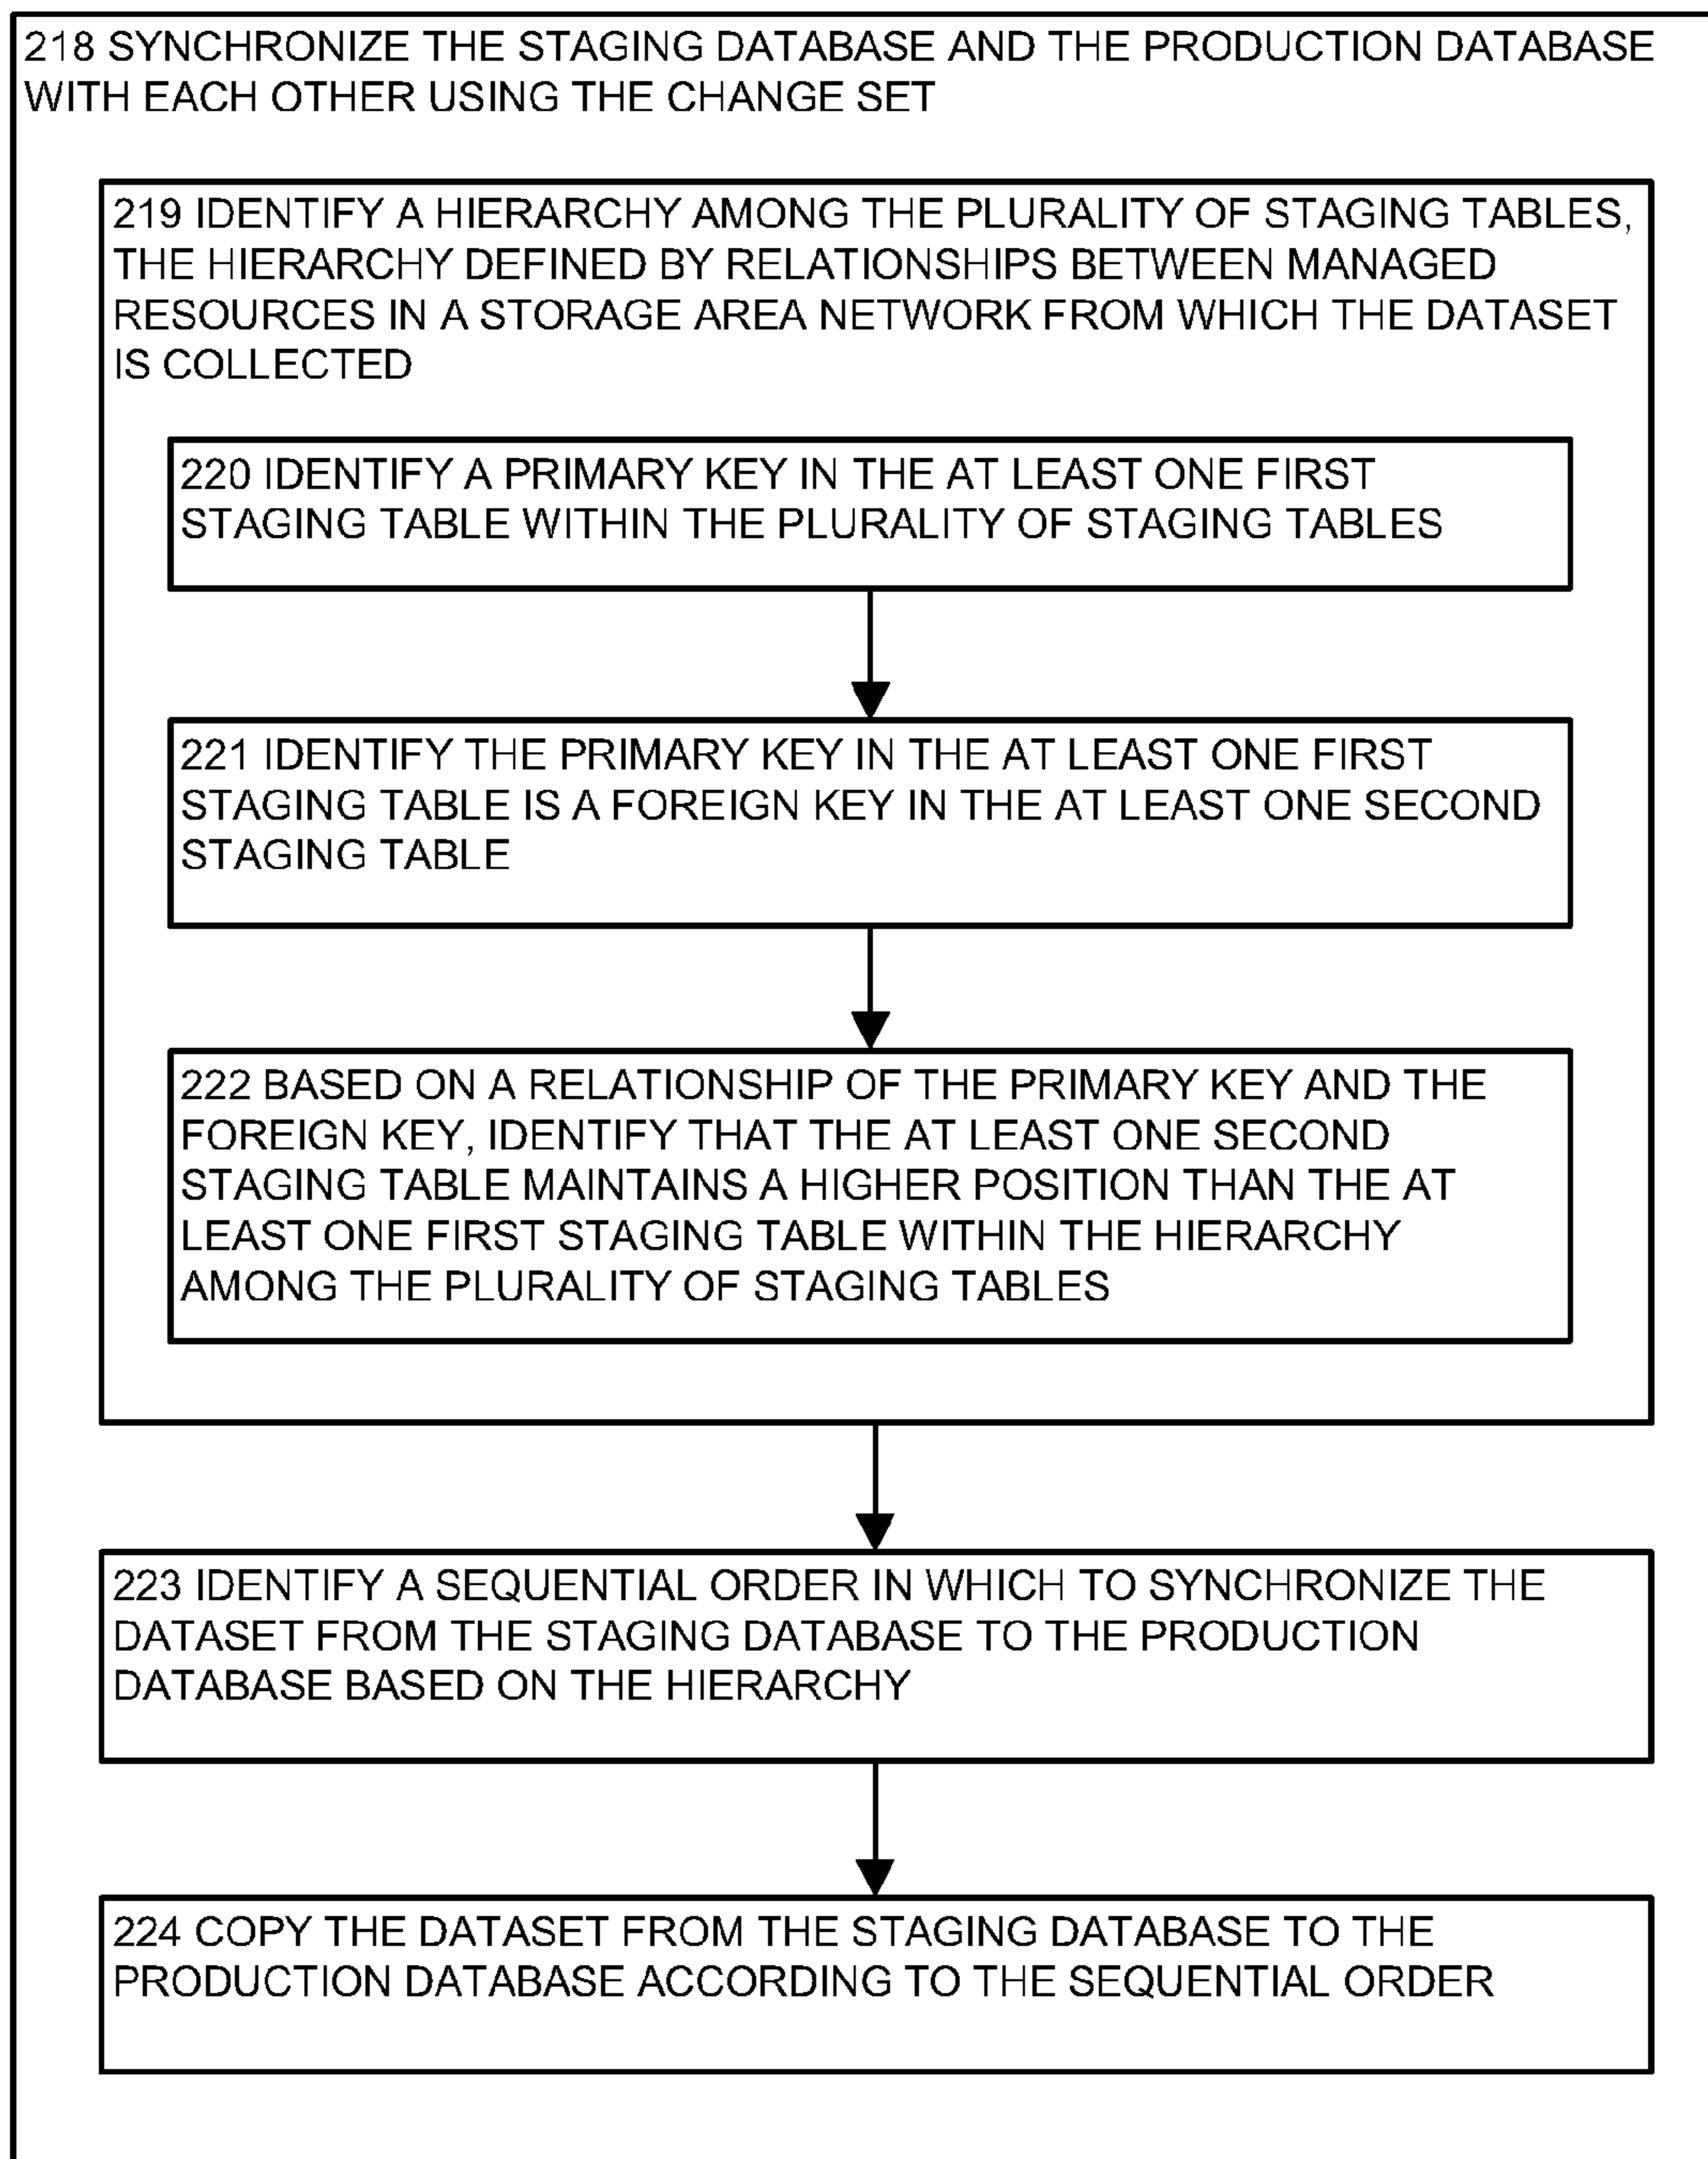 218 SYNCHRONIZE THE STAGING DATABASE AND THE PRODUCTION DATABASE
WITH EACH OTHER USING THE CHANGE SET
219 IDENTIFY A HIERARCHY AMONG THE PLURALITY OF STAGING TABLES,
THE HIERARCHY DEFINED BY RELATIONSHIPS BETWEEN MANAGED
RESOURCES IN A STORAGE AREA NETWORK FROM WHICH THE DATASET
IS COLLECTED
220 IDENTIFY A PRIMARY KEY IN THE AT LEAST ONE FIRST
STAGING TABLE WITHIN THE PLURALITY OF STAGING TABLES
221 IDENTIFY THE PRIMARY KEY IN THE AT LEAST ONE FIRST
STAGING TABLE IS A FOREIGN KEY IN THE AT LEAST ONE SECOND
STAGING TABLE
222 BASED ON A RELATIONSHIP OF THE PRIMARY KEY AND THE
FOREIGN KEY, IDENTIFY THAT THE AT LEAST ONE SECOND
STAGING TABLE MAINTAINS A HIGHER POSITION THAN THE AT
LEAST ONE FIRST STAGING TABLE WITHIN THE HIERARCHY
AMONG THE PLURALITY OF STAGING TABLES
223 IDENTIFY A SEQUENTIAL ORDER IN WHICH TO SYNCHRONIZE THE
DATASET FROM THE STAGING DATABASE TO THE PRODUCTION
DATABASE BASED ON THE HIERARCHY
224 COPY THE DATASET FROM THE STAGING DATABASE TO THE
PRODUCTION DATABASE ACCORDING TO THE SEQUENTIAL ORDER